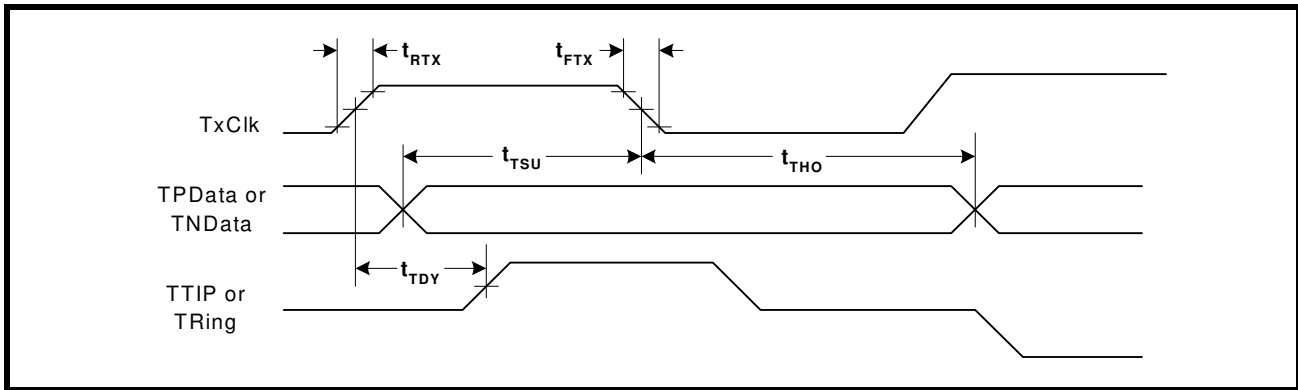 tRTX
tFTX
TxClk
tTSU
tTHO
TPData or
TNData
tTDY
TTIP or
TRing